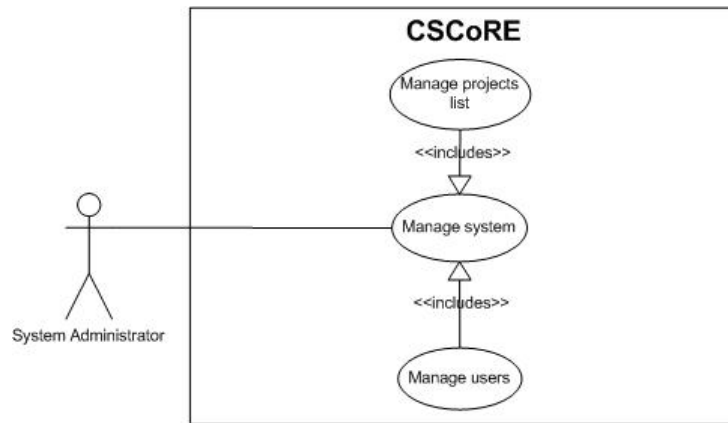 CSCoRE
Manage projects
list
<<includes>>
Manage system
<<includes>>
System Administrator
Manage users